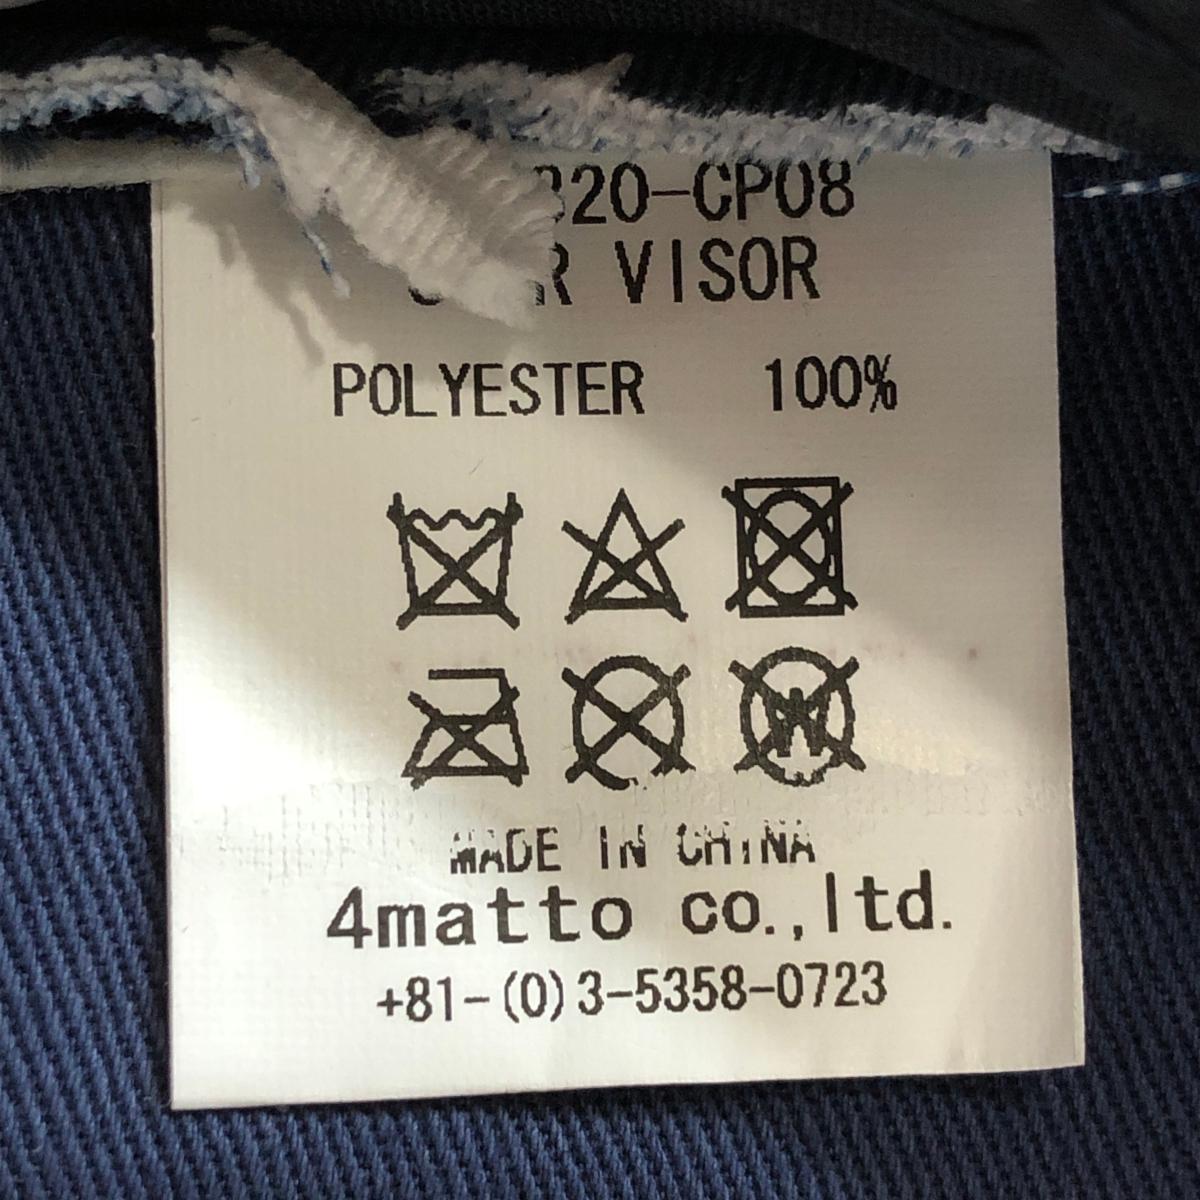 320-CP08
VISOR
POLYESTER 100%
MADE IN CHINA
4matto co.,ltd.
+81-(0)3-5358-0723